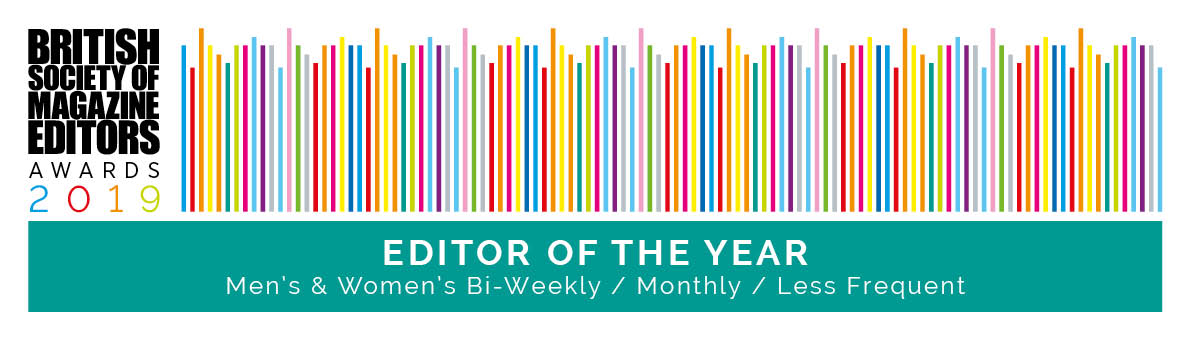 BRITISH
SOCIETY OF
MAGAZINE
EDITORS
AWARDS
2019
EDITOR OF THE YEAR
Men's & Women's Bi-Weekly / Monthly / Less Frequent